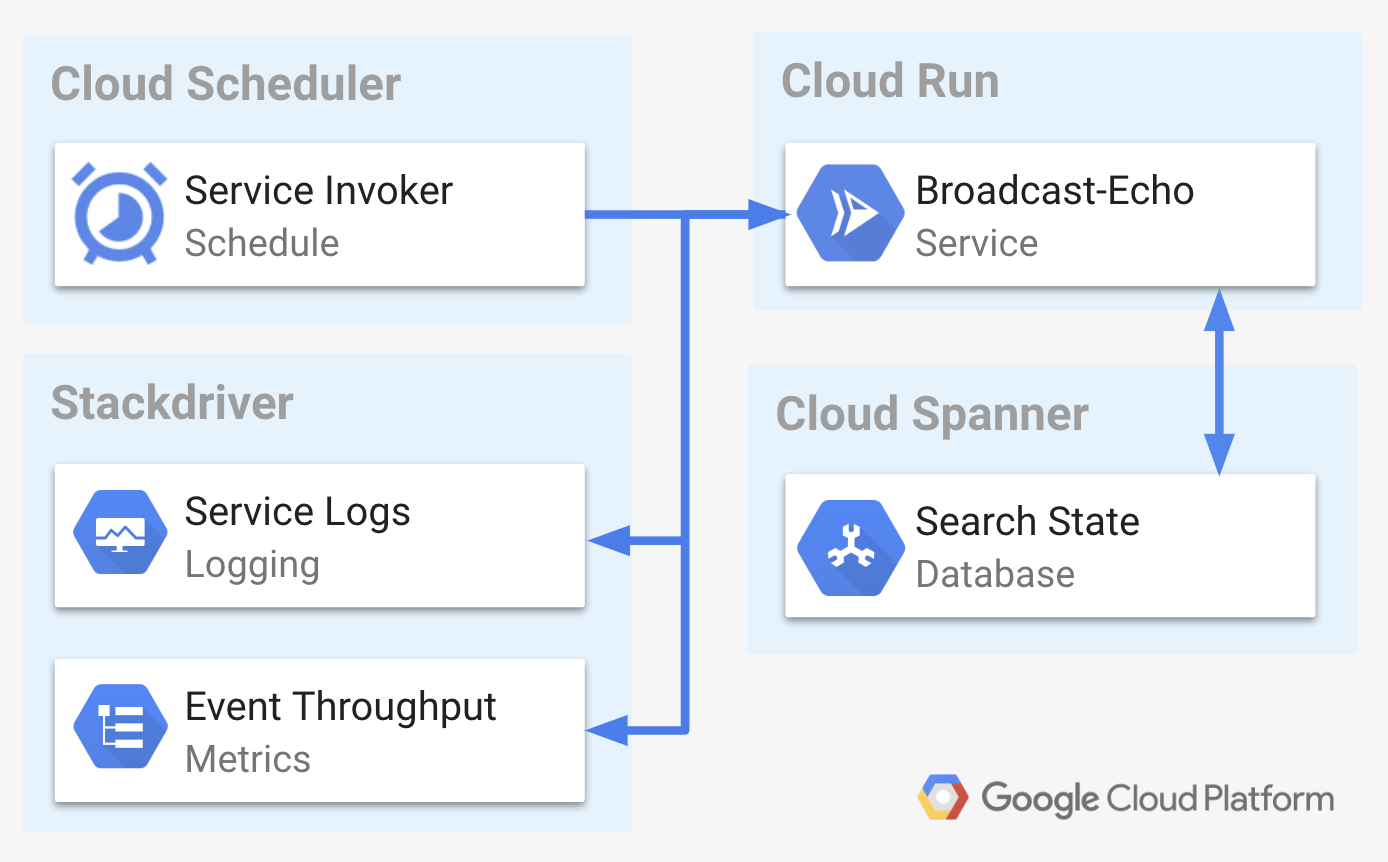 Cloud Scheduler
Service Invoker
Schedule
Cloud Run
Broadcast-Echo
Service
Stackdriver
Service Logs
Logging
Event Throughput
Metrics
Cloud Spanner
Search State
Database
Google Cloud Platform